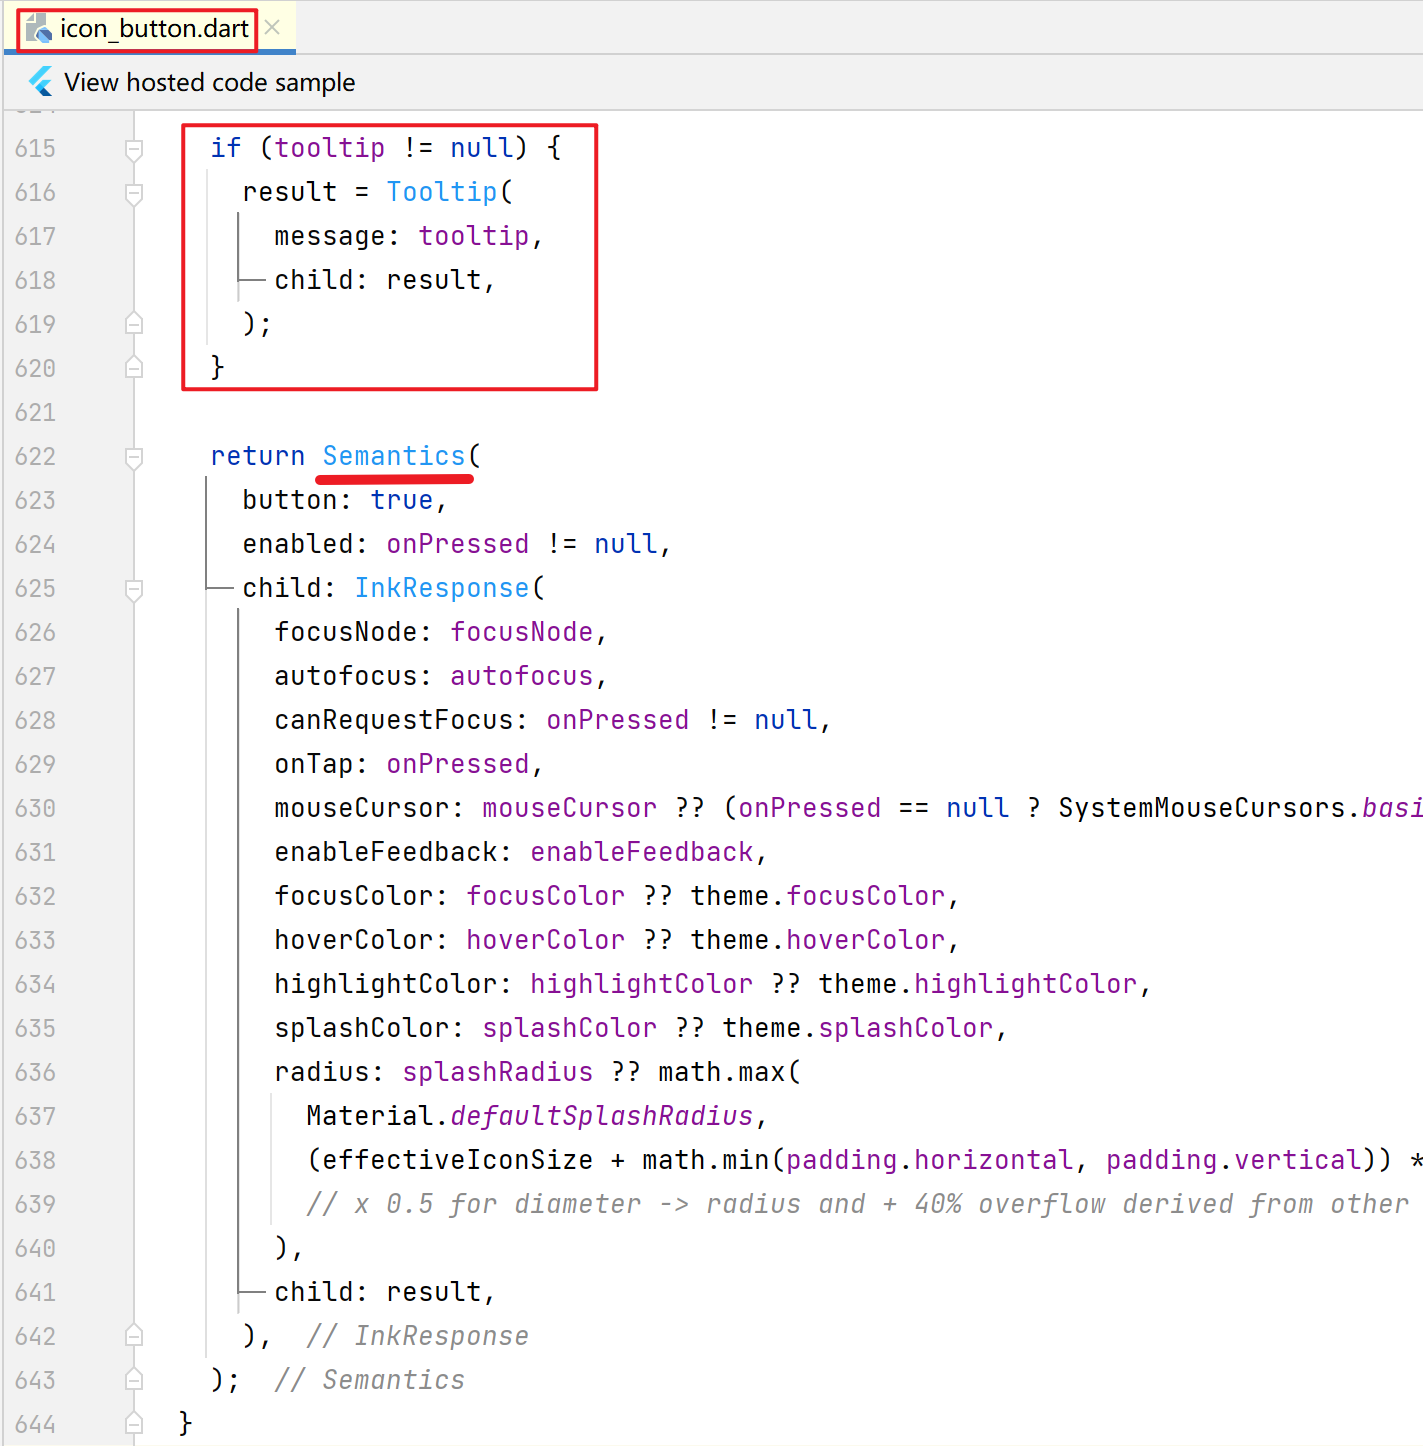 icon_button.dart
View hosted code sample
615 if (tooltip != null) {
616 result = Tooltip(
617 message: tooltip,
618 child: result,
619 );
620 }
621
622 return Semantics(
623 button: true,
624 enabled: onPressed != null,
625 child: InkResponse(
626 focusNode: focusNode,
627 autofocus: autofocus,
628 canRequestFocus: onPressed != null,
629 onTap: onPressed,
630 mouseCursor: mouseCursor ?? (onPressed == null ? SystemMouseCursors.basi
631 enableFeedback: enableFeedback,
632 focusColor: focusColor ?? theme.focusColor,
633 hoverColor: hoverColor ?? theme.hoverColor,
634 highlightColor: highlightColor ?? theme.highlightColor,
635 splashColor: splashColor ?? theme.splashColor,
636 radius: splashRadius ?? math.max(
637 Material.defaultSplashRadius,
638 (effectiveIconSize + math.min(padding.horizontal, padding.vertical)) *
639 // x 0.5 for diameter -> radius and + 40% overflow derived from other
640 ),
641 child: result,
642 ), // InkResponse
643 ); // Semantics
644 }